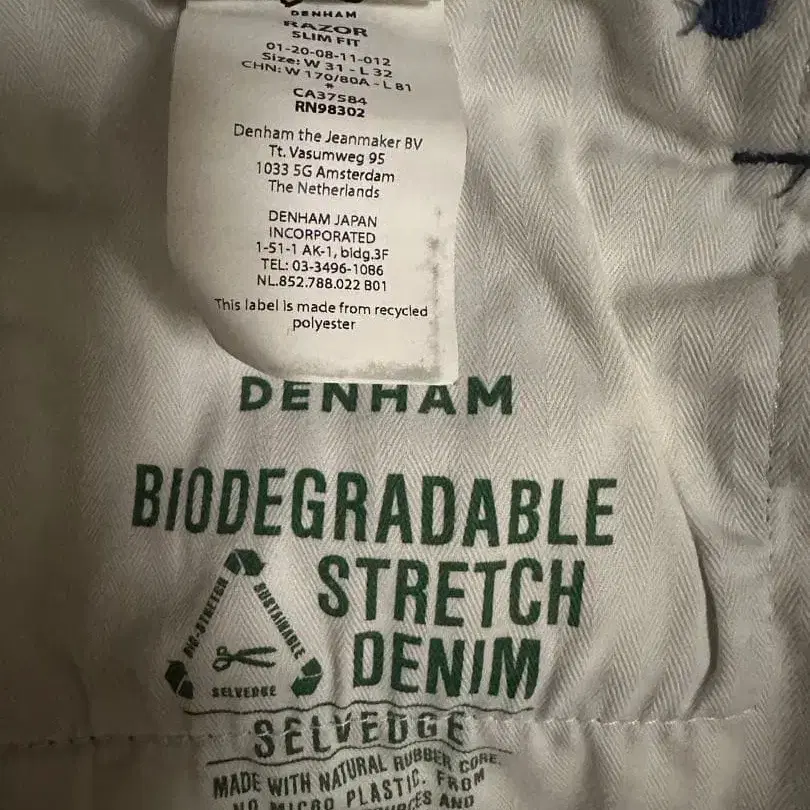 DENHAM
RAZOR
SLIM FIT
01-20-08-11-012
Size: W 31 - L 32
CHN: W 170/80A - L 81
*
CA37584
RN98302
Denham the Jeanmaker BV
Tt. Vasumweg 95
1033 5G Amsterdam
The Netherlands
DENHAM JAPAN
INCORPORATED
1-51-1 AK-1, bldg.3F
TEL: 03-3496-1086
NL.852.788.022 B01
This label is made from recycled
polyester
DENHAM
BIODEGRADABLE
STRETCH
DENIM
BIO-STRETCH
SUSTAINABLE
SELVEDGE
SELVEDGE
MADE WITH NATURAL RUBBER CORE.
NO MICRO PLASTIC. FROM
AND